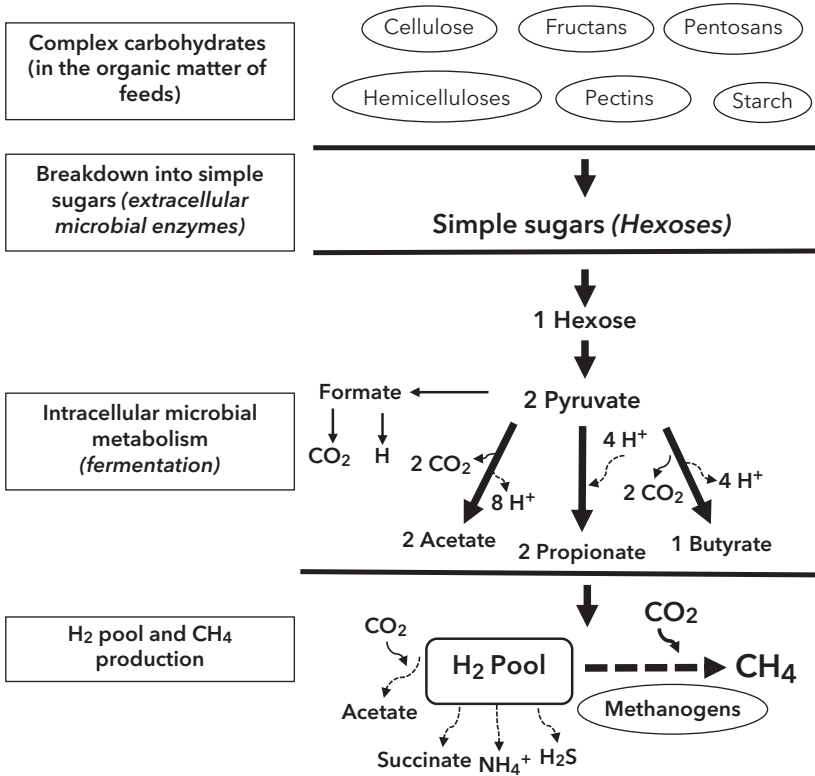 Complex carbohydrates
(in the organic matter of
feeds)
Cellulose
Fructans
Pentosans
Hemicelluloses
Pectins
Starch
Breakdown into simple
sugars (extracellular
microbial enzymes)
Simple sugars (Hexoses)
1 Hexose
Intracellular microbial
metabolism
(fermentation)
Formate
2 Pyruvate
CO₂
H
2 CO₂
8 H⁺
4 H⁺
2 CO₂
4 H⁺
2 Acetate
2 Propionate
1 Butyrate
H₂ pool and CH₄
production
CO₂
CO₂
H₂ Pool
CH₄
Methanogens
Acetate
Succinate
NH₄⁺
H₂S